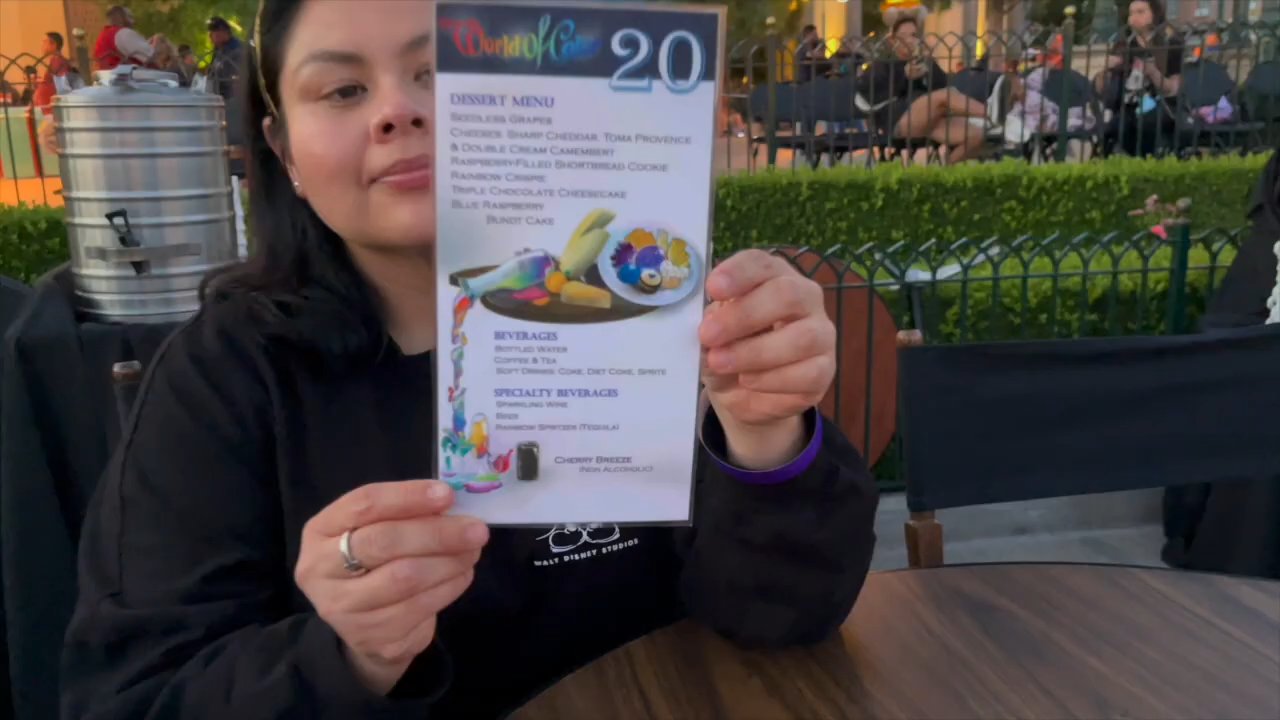 World Of Color 20
DESSERT MENU
SEEDLESS GRAPES
CHEESES: SHARP CHEDDAR, TOMA PROVENCE
& DOUBLE CREAM CAMEMBERT
RASPBERRY-FILLED SHORTBREAD COOKIE
RAINBOW CRISPIE
TRIPLE CHOCOLATE CHEESECAKE
BLUE RASPBERRY
BUNDT CAKE
BEVERAGES
BOTTLED WATER
COFFEE & TEA
SOFT DRINKS: COKE, DIET COKE, SPRITE
SPECIALTY BEVERAGES
SPARKLING WINE
BEER
RAINBOW SPRITZER (TEQUILA)
CHERRY BREEZE
(NON ALCOHOLIC)
WALT DISNEY STUDIOS